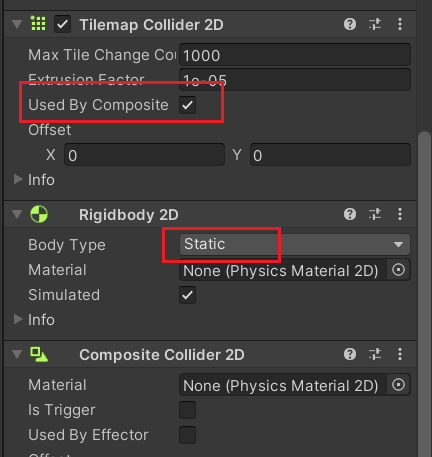 Tilemap Collider 2D
Max Tile Change Cou 1000
Extrusion Factor 1e-05
Used By Composite
Offset
X 0 Y 0
Info
Rigidbody 2D
Body Type Static
Material None (Physics Material 2D)
Simulated
Info
Composite Collider 2D
Material None (Physics Material 2D)
Is Trigger
Used By Effector
Offset